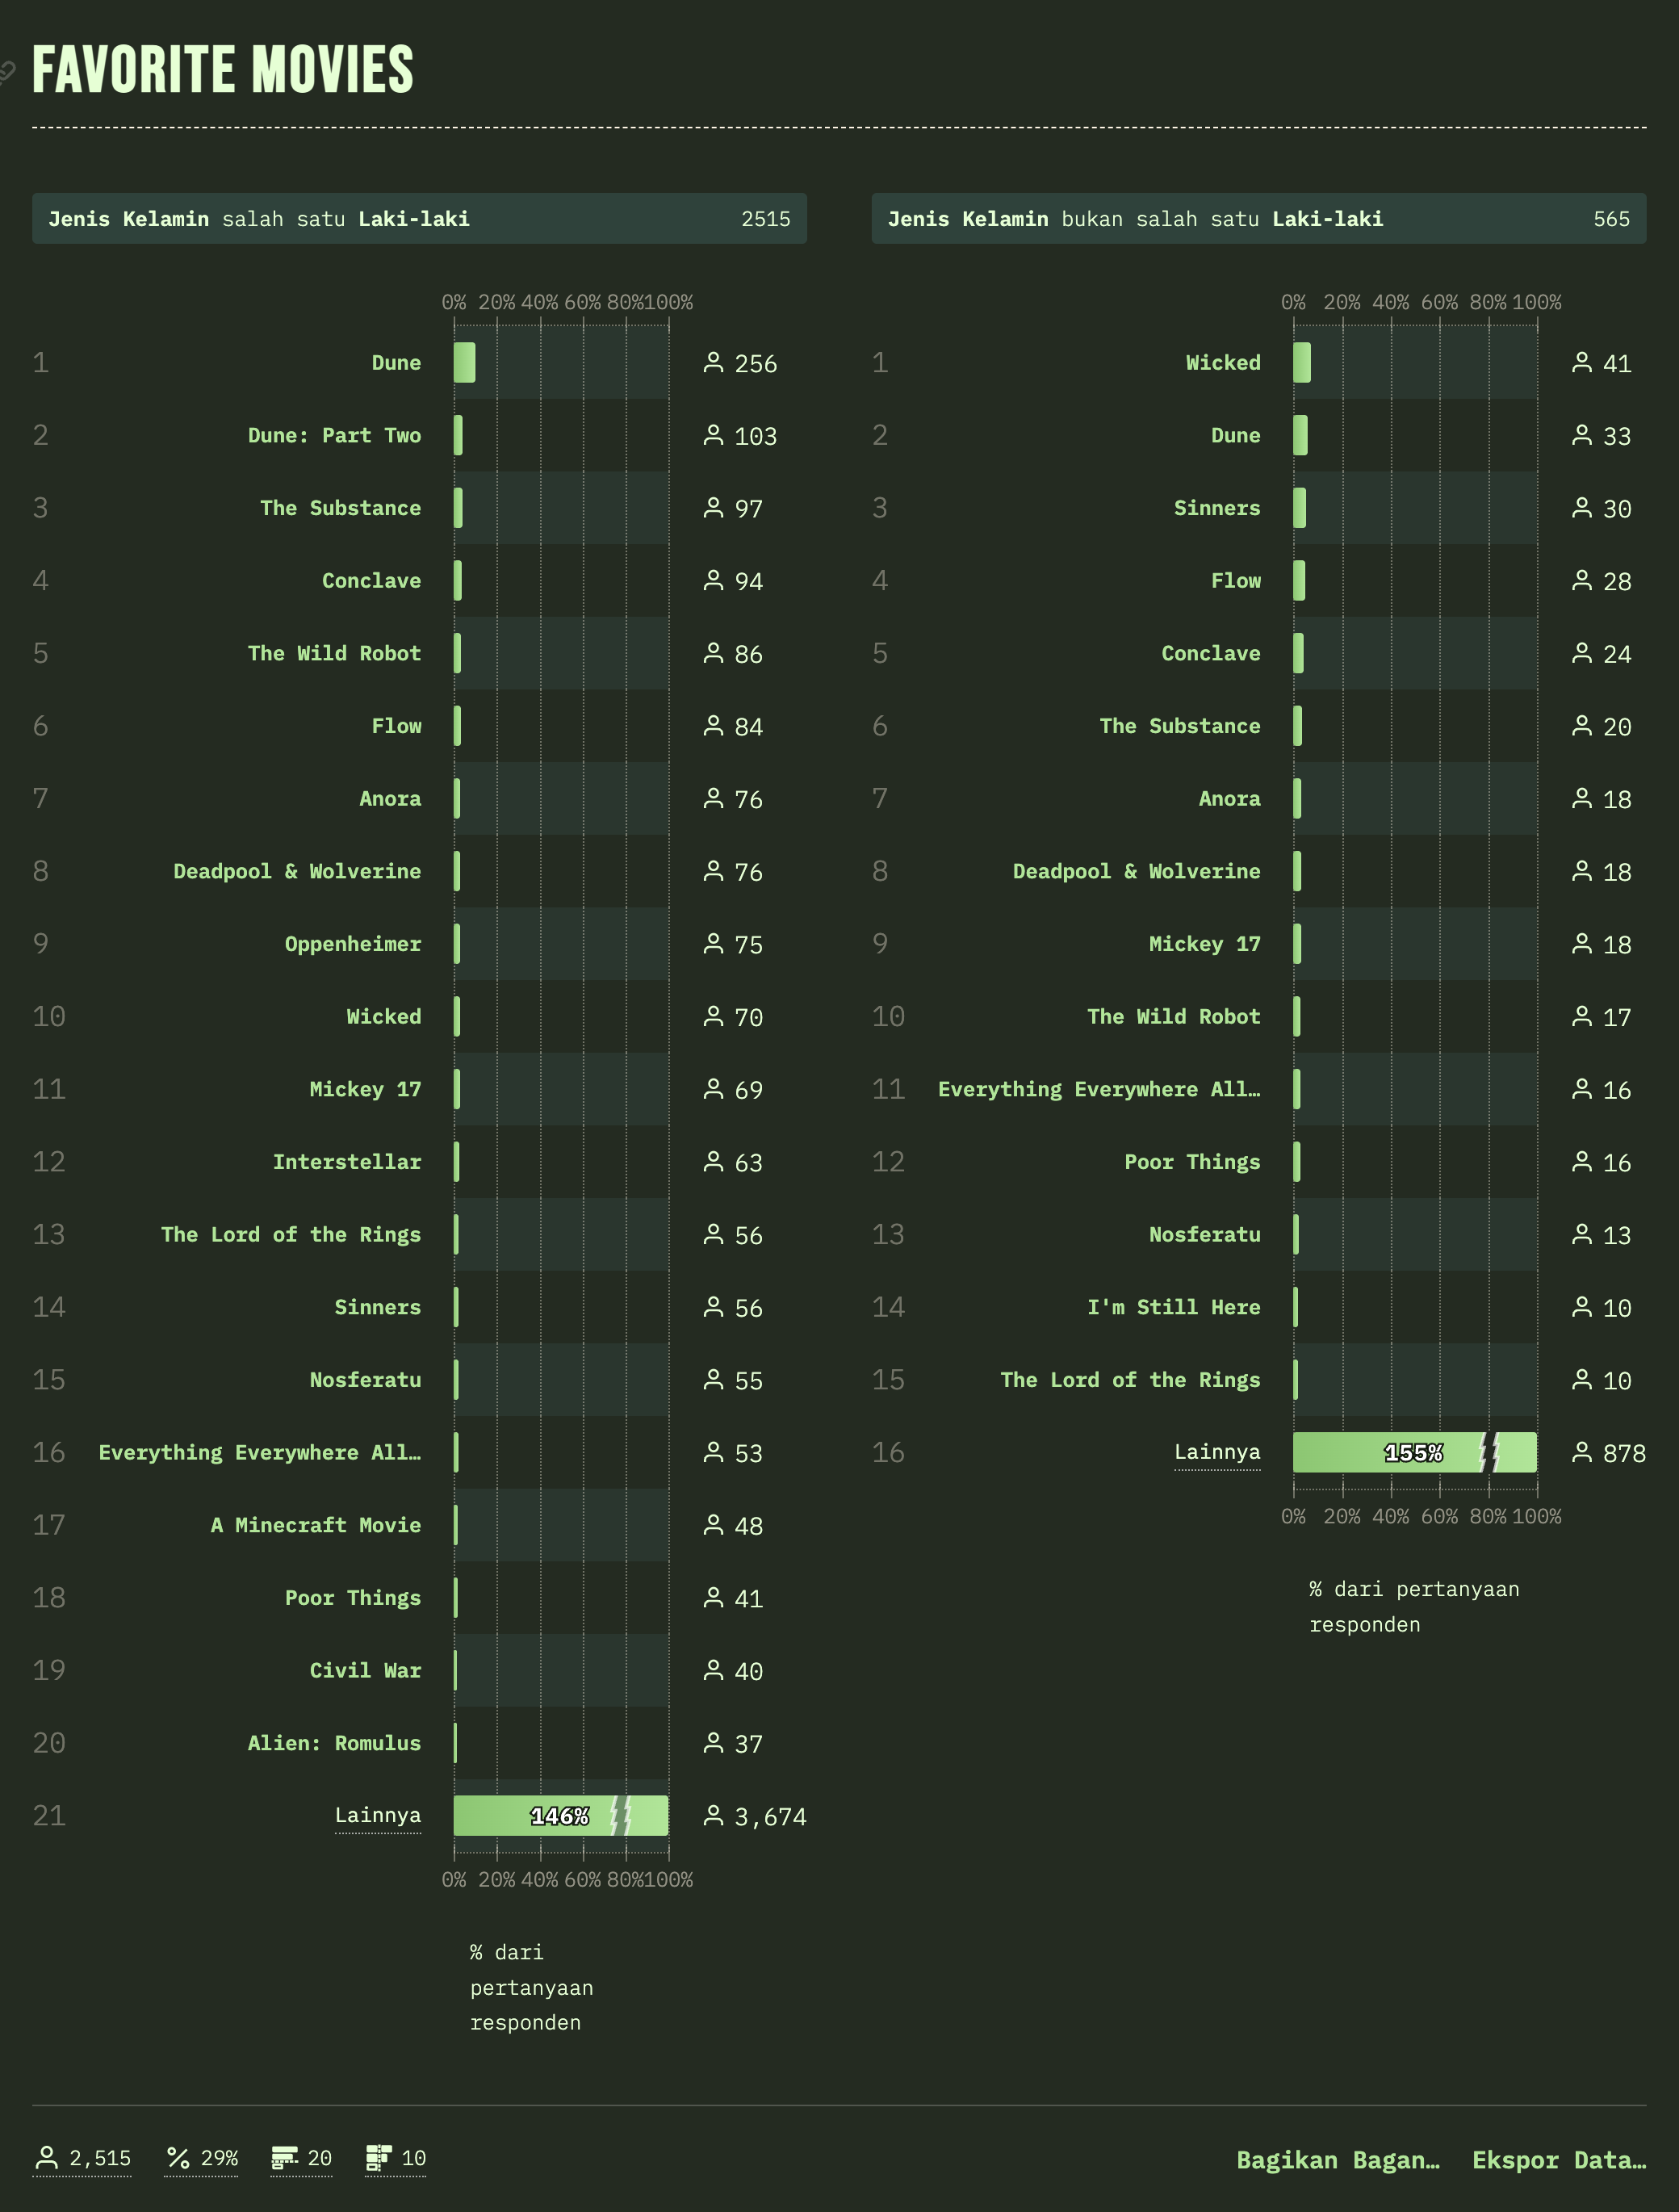 FAVORITE MOVIES
Jenis Kelamin salah satu Laki-laki 2515
0% 20% 40% 60% 80% 100%
1 Dune 256
2 Dune: Part Two 103
3 The Substance 97
4 Conclave 94
5 The Wild Robot 86
6 Flow 84
7 Anora 76
8 Deadpool & Wolverine 76
9 Oppenheimer 75
10 Wicked 70
11 Mickey 17 69
12 Interstellar 63
13 The Lord of the Rings 56
14 Sinners 56
15 Nosferatu 55
16 Everything Everywhere All… 53
17 A Minecraft Movie 48
18 Poor Things 41
19 Civil War 40
20 Alien: Romulus 37
21 Lainnya 146% 3,674
0% 20% 40% 60% 80% 100%
% dari
pertanyaan
responden
Jenis Kelamin bukan salah satu Laki-laki 565
0% 20% 40% 60% 80% 100%
1 Wicked 41
2 Dune 33
3 Sinners 30
4 Flow 28
5 Conclave 24
6 The Substance 20
7 Anora 18
8 Deadpool & Wolverine 18
9 Mickey 17 18
10 The Wild Robot 17
11 Everything Everywhere All… 16
12 Poor Things 16
13 Nosferatu 13
14 I'm Still Here 10
15 The Lord of the Rings 10
16 Lainnya 155% 878
0% 20% 40% 60% 80% 100%
% dari pertanyaan
responden
2,515 29% 20 10
Bagikan Bagan… Ekspor Data…